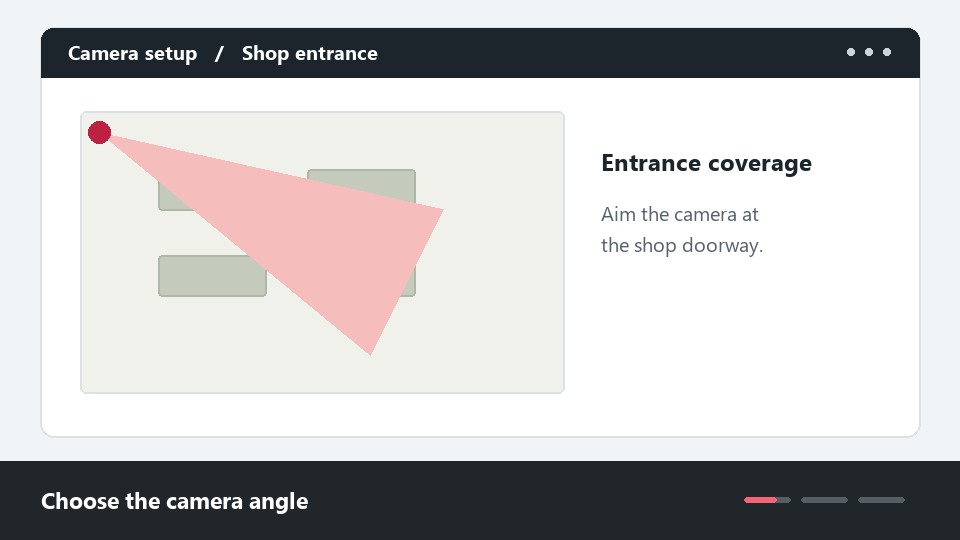 Camera setup / Shop entrance
Entrance coverage
Aim the camera at
the shop doorway.
Choose the camera angle